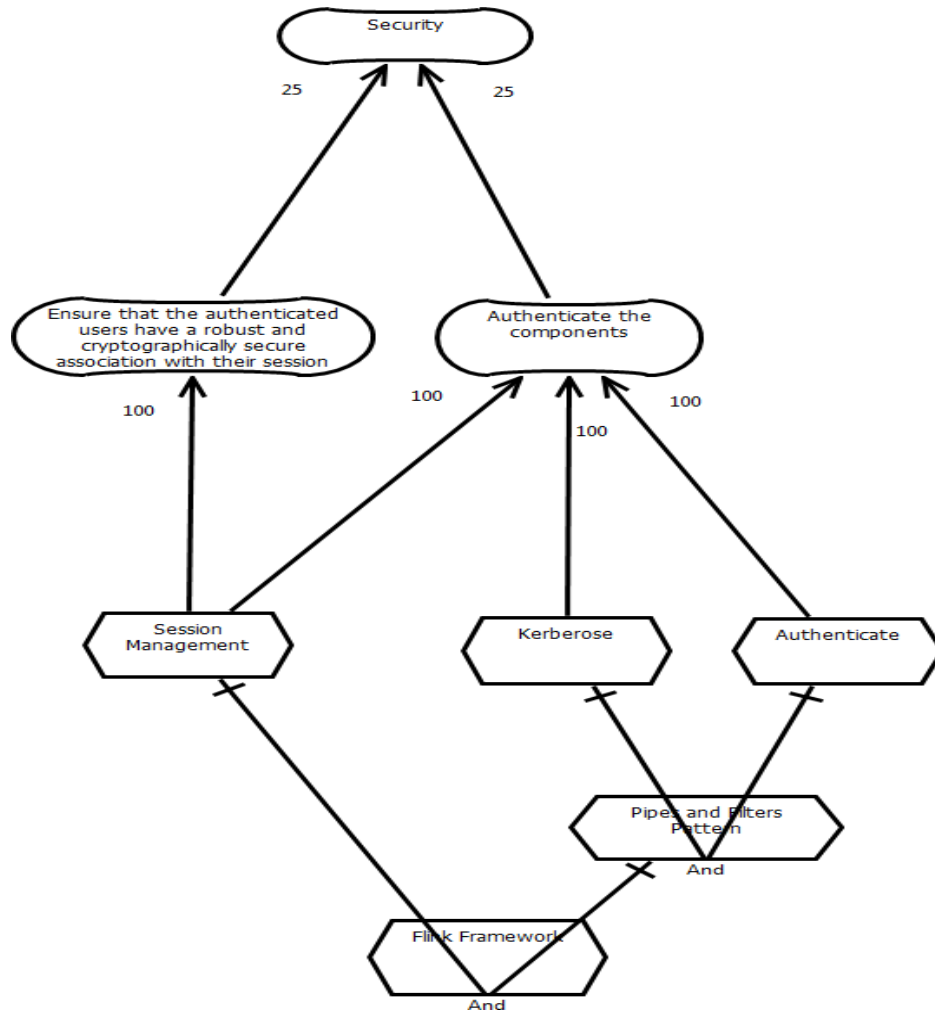 Security
25
25
Ensure that the authenticated
users have a robust and
cryptographically secure
association with their session
Authenticate the
components
100
100
100
100
Session
Management
Kerberose
Authenticate
Pipes and Filters
Pattern
And
Flink Framework
And